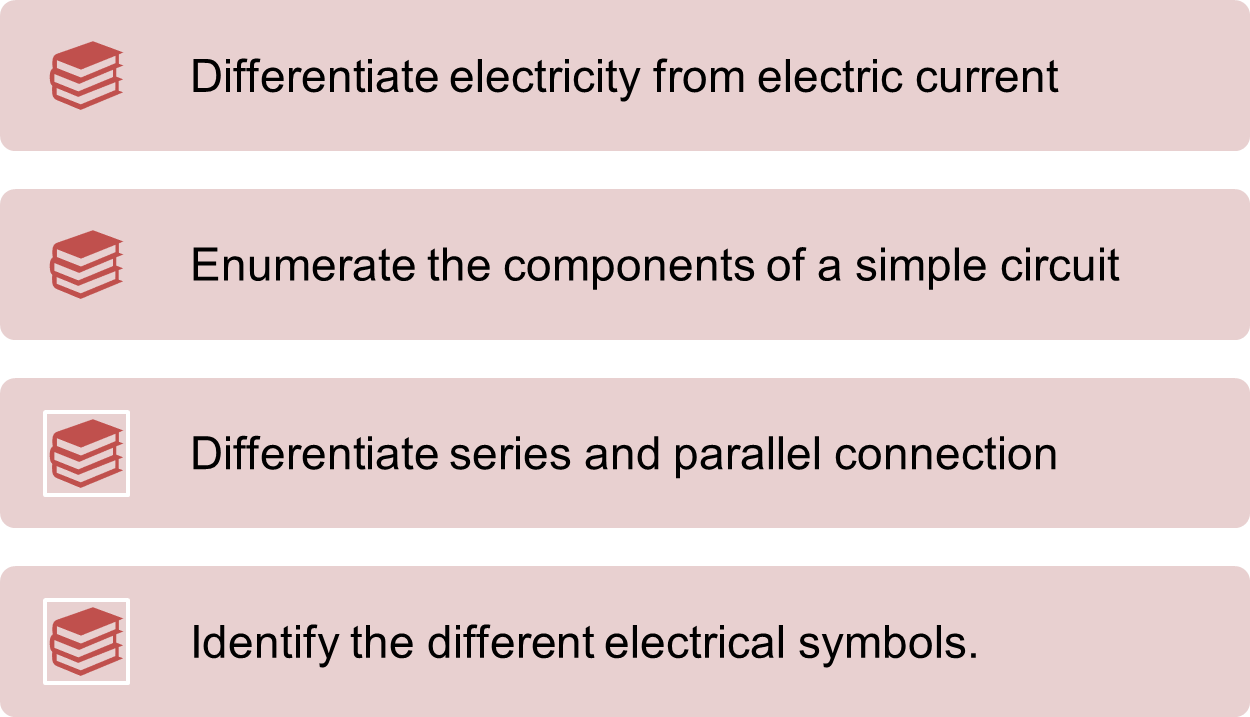 Differentiate electricity from electric current
Enumerate the components of a simple circuit
Differentiate series and parallel connection
Identify the different electrical symbols.